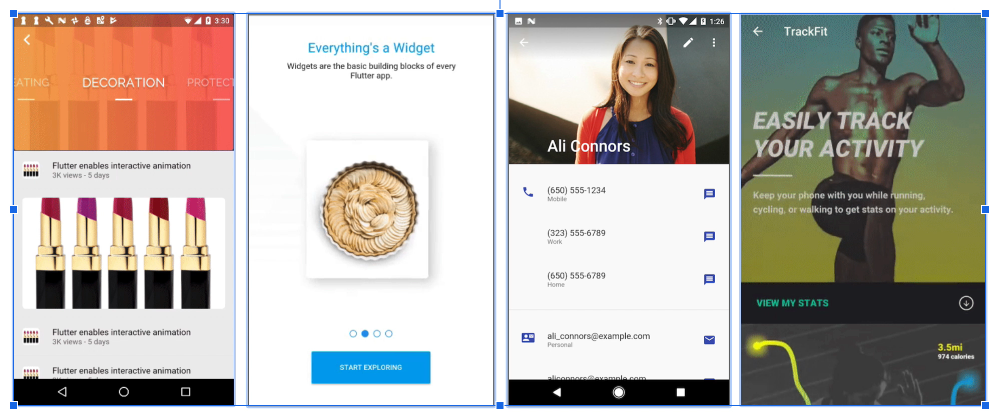 3:30
EATING
DECORATION
PROTECT
Flutter enables interactive animation
3K views - 5 days
Flutter enables interactive animation
3K views - 5 days
Flutter enables interactive animation
Everything's a Widget
Widgets are the basic building blocks of every
Flutter app.
START EXPLORING
1:26
Ali Connors
(650) 555-1234
Mobile
(323) 555-6789
Work
(650) 555-6789
Home
ali_connors@example.com
Personal
aliconnors@example.com
TrackFit
EASILY TRACK
YOUR ACTIVITY
Keep your phone with you while running,
cycling, or walking to get stats on your activity.
VIEW MY STATS
3.5mi
974 calories